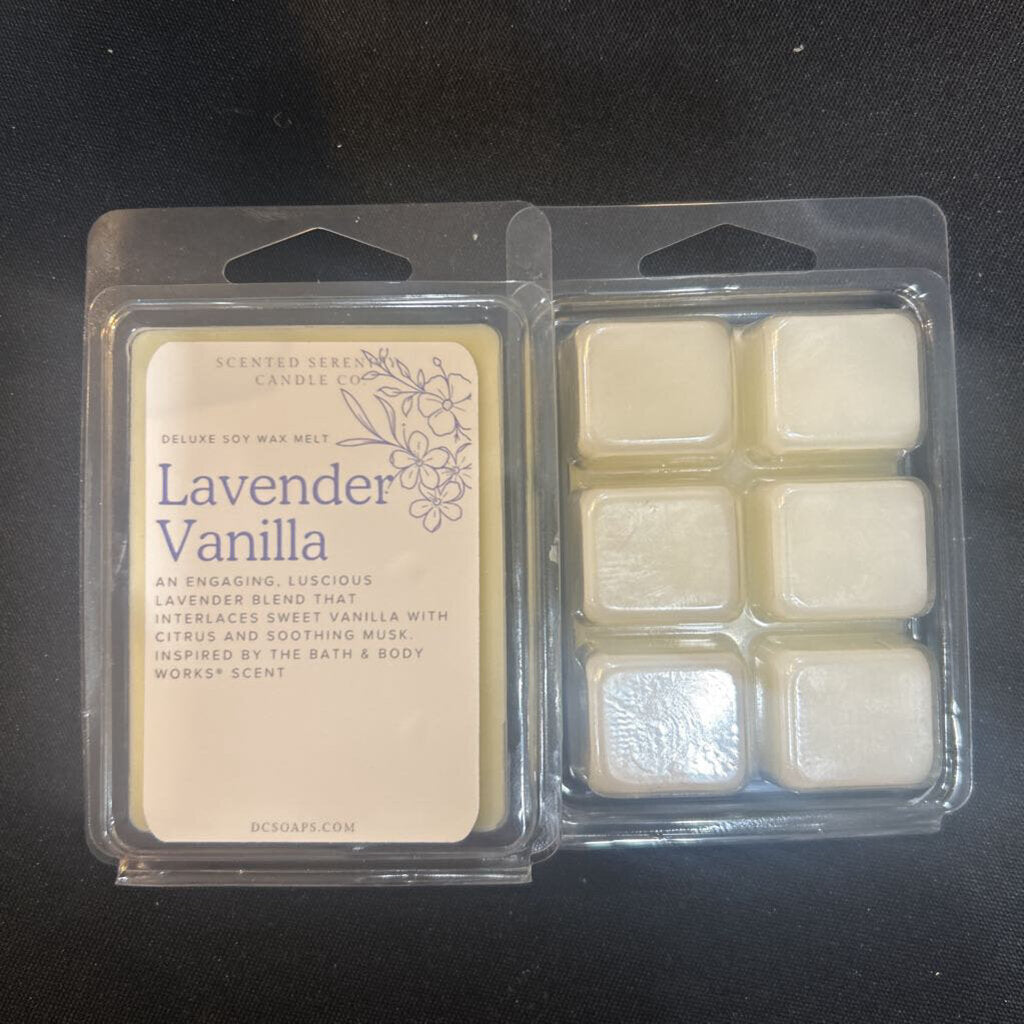 SCENTED SERENITY
CANDLE CO
DELUXE SOY WAX MELT
Lavender
Vanilla
AN ENGAGING, LUSCIOUS
LAVENDER BLEND THAT
INTERLACES SWEET VANILLA WITH
CITRUS AND SOOTHING MUSK.
INSPIRED BY THE BATH & BODY
WORKS® SCENT
DCSOAPS.COM